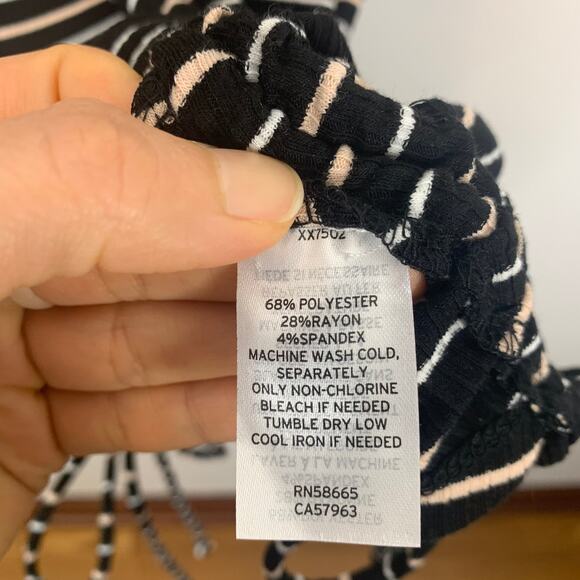 XX7502
68% POLYESTER
28%RAYON
4%SPANDEX
MACHINE WASH COLD,
SEPARATELY
ONLY NON-CHLORINE
BLEACH IF NEEDED
TUMBLE DRY LOW
COOL IRON IF NEEDED
RN58665
CA57963